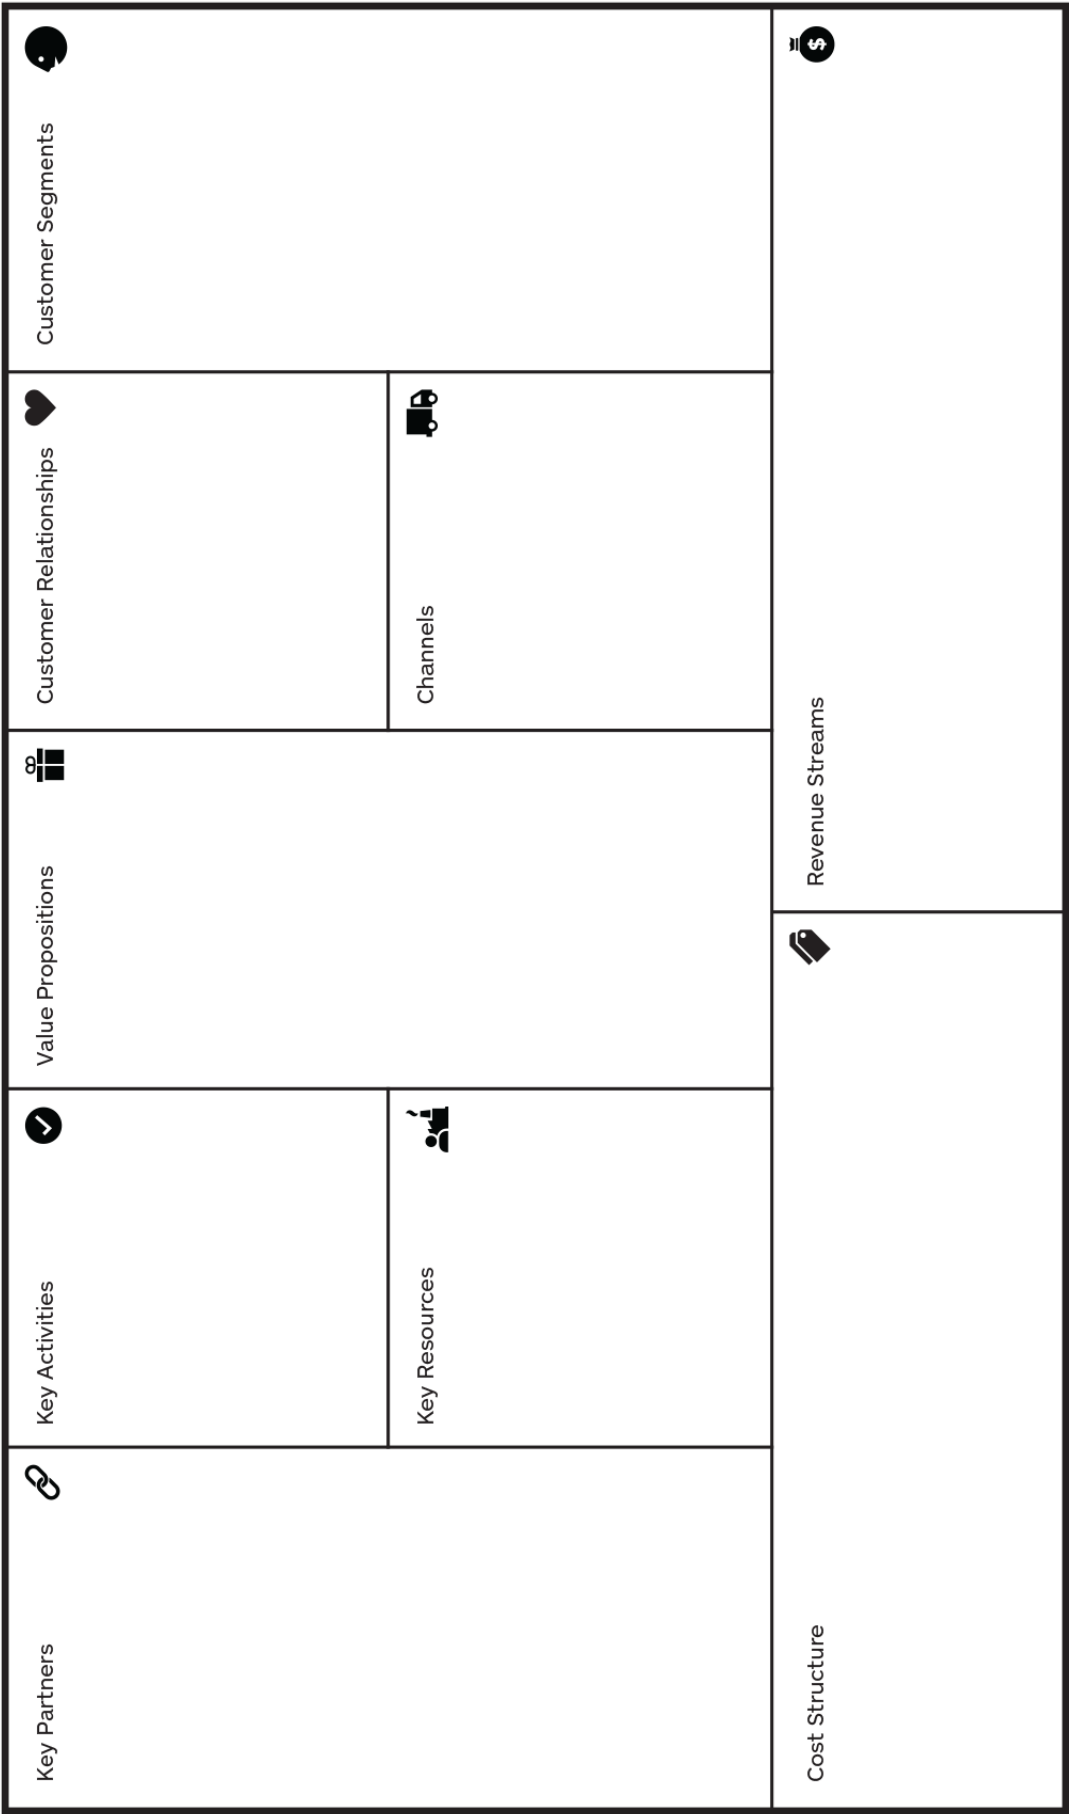 Key Partners
Key Activities
Key Resources
Value Propositions
Customer Relationships
Channels
Customer Segments
Cost Structure
Revenue Streams
$